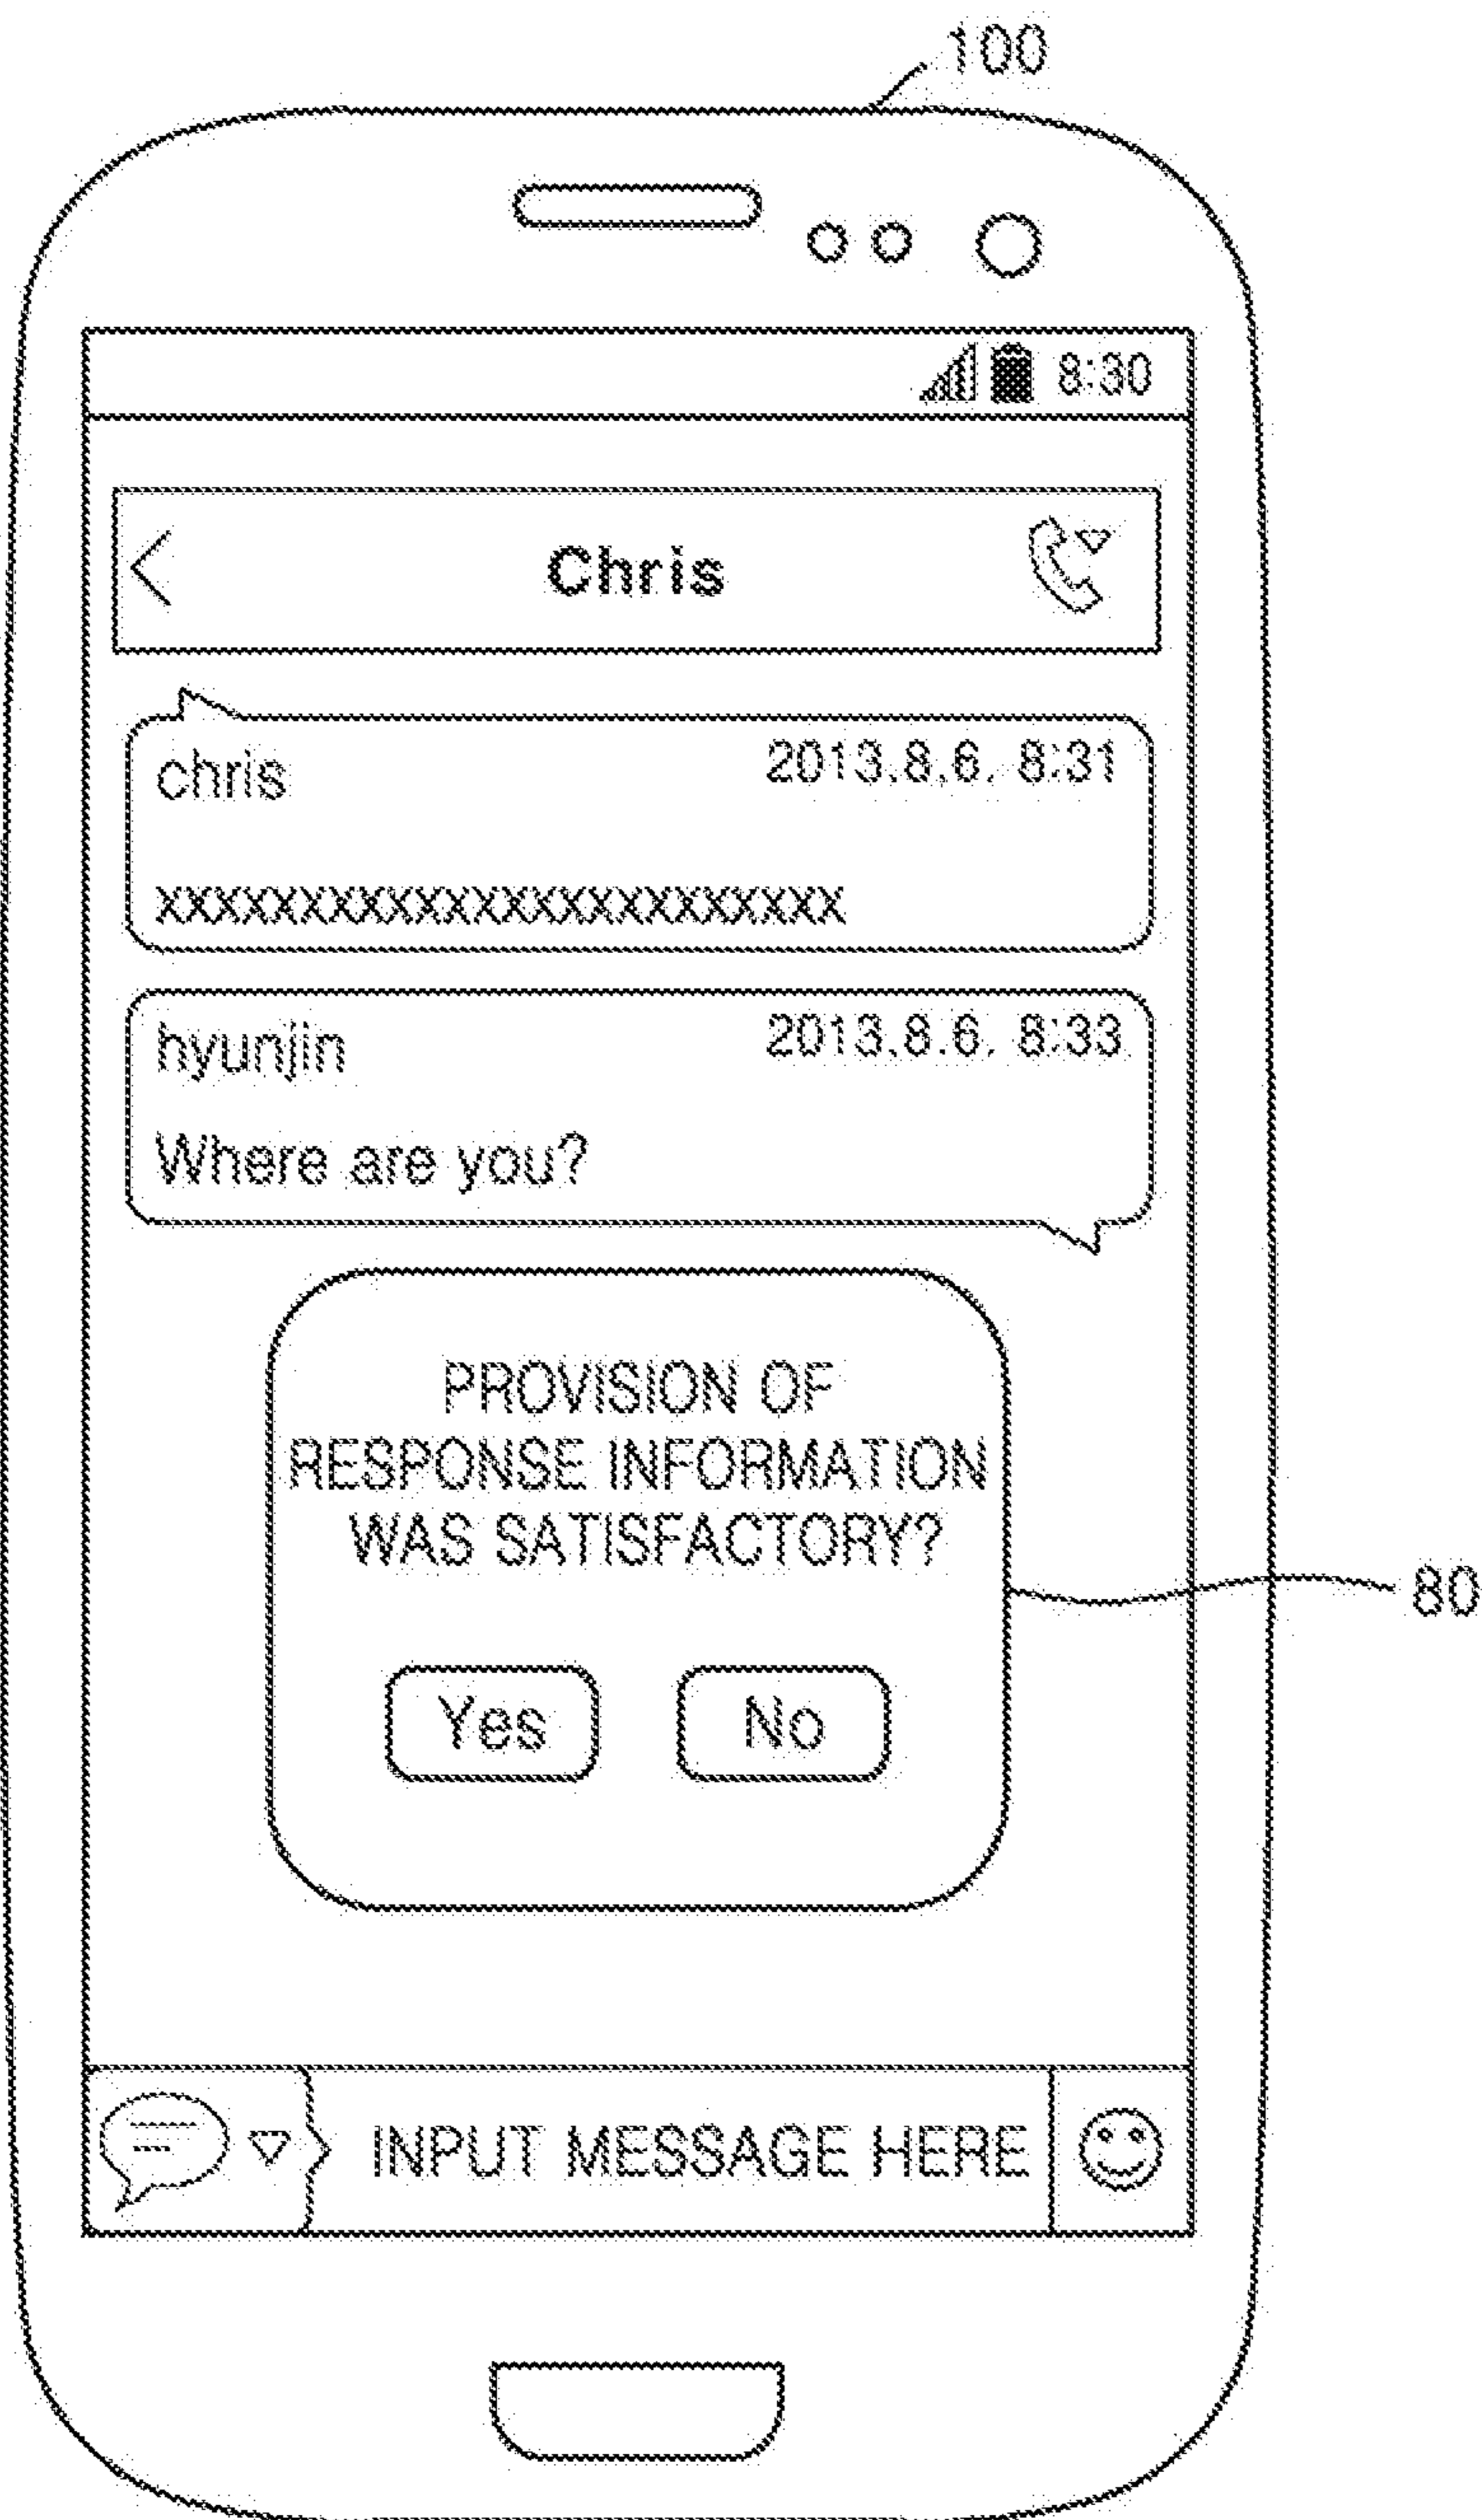 100
8:30
Chris
chris 2013.8.6. 8:31
xxxxxxxxxxxxxxxxxxxxxxxx
hyunjin 2013.8.6. 8:33
Where are you?
PROVISION OF
RESPONSE INFORMATION
WAS SATISFACTORY?
80
Yes No
INPUT MESSAGE HERE